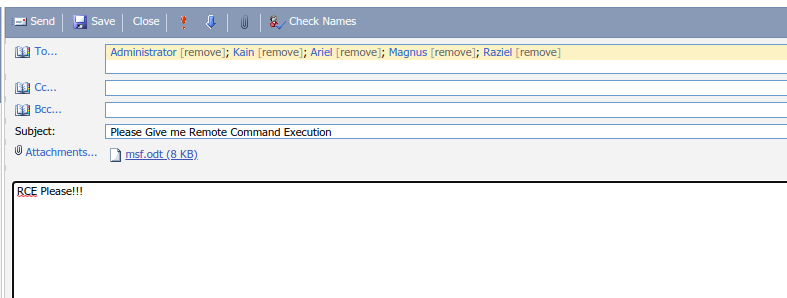 Send Save Close Check Names
To... Administrator [remove]; Kain [remove]; Ariel [remove]; Magnus [remove]; Raziel [remove]
Cc...
Bcc...
Subject: Please Give me Remote Command Execution
Attachments... msf.odt (8 KB)
RCE Please!!!